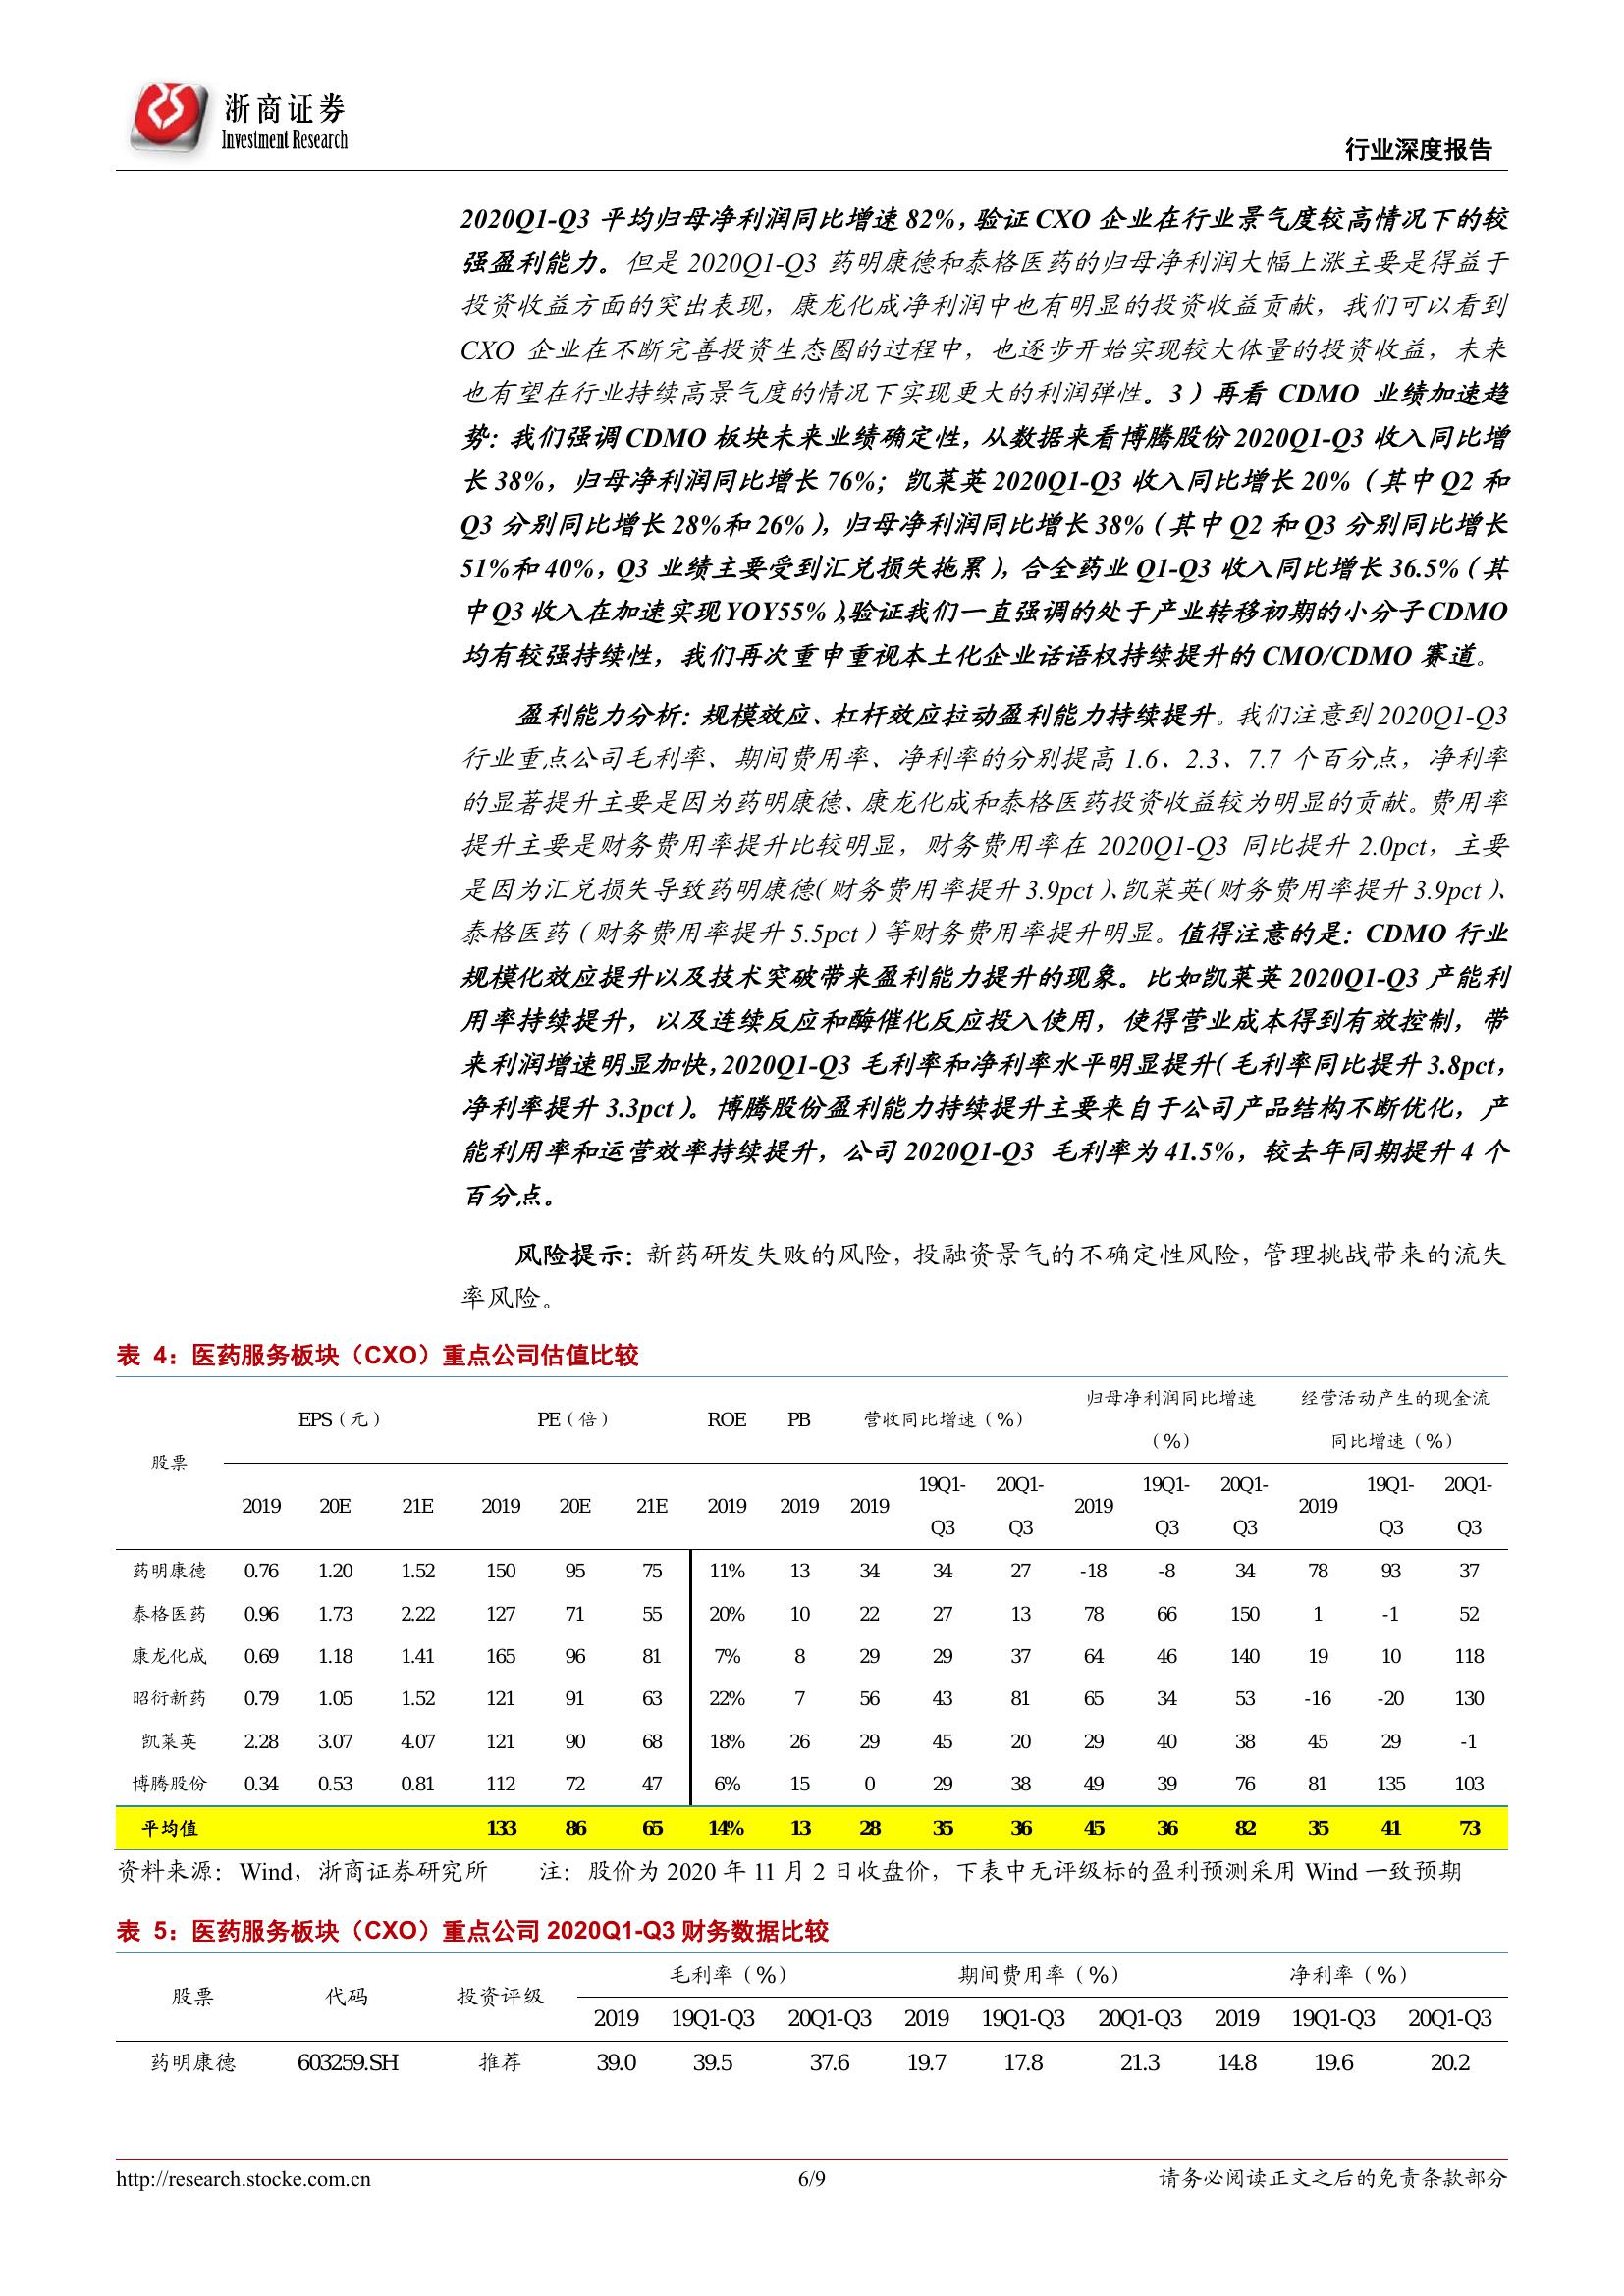 浙商证券
Investment Research
行业深度报告
2020Q1-Q3 平均归母净利润同比增速 82%，验证 CXO 企业在行业景气度较高情况下的较
强盈利能力。但是 2020Q1-Q3 药明康德和泰格医药的归母净利润大幅上涨主要是得益于
投资收益方面的突出表现，康龙化成净利润中也有明显的投资收益贡献，我们可以看到
CXO 企业在不断完善投资生态圈的过程中，也逐步开始实现较大体量的投资收益，未来
也有望在行业持续高景气度的情况下实现更大的利润弹性。3）再看 CDMO 业绩加速趋
势：我们强调 CDMO 板块未来业绩确定性，从数据来看博腾股份 2020Q1-Q3 收入同比增
长 38%，归母净利润同比增长 76%；凯莱英 2020Q1-Q3 收入同比增长 20%（其中 Q2 和
Q3 分别同比增长 28%和 26%），归母净利润同比增长 38%（其中 Q2 和 Q3 分别同比增长
51%和 40%，Q3 业绩主要受到汇兑损失拖累），合全药业 Q1-Q3 收入同比增长 36.5%（其
中 Q3 收入在加速实现 YOY55%），验证我们一直强调的处于产业转移初期的小分子 CDMO
均有较强持续性，我们再次重申重视本土化企业话语权持续提升的 CMO/CDMO 赛道。
盈利能力分析：规模效应、杠杆效应拉动盈利能力持续提升。我们注意到 2020Q1-Q3
行业重点公司毛利率、期间费用率、净利率的分别提高 1.6、2.3、7.7 个百分点，净利率
的显著提升主要是因为药明康德、康龙化成和泰格医药投资收益较为明显的贡献。费用率
提升主要是财务费用率提升比较明显，财务费用率在 2020Q1-Q3 同比提升 2.0pct，主要
是因为汇兑损失导致药明康德（财务费用率提升 3.9pct）、凯莱英（财务费用率提升 3.9pct）、
泰格医药（财务费用率提升 5.5pct）等财务费用率提升明显。值得注意的是：CDMO 行业
规模化效应提升以及技术突破带来盈利能力提升的现象。比如凯莱英 2020Q1-Q3 产能利
用率持续提升，以及连续反应和酶催化反应投入使用，使得营业成本得到有效控制，带
来利润增速明显加快，2020Q1-Q3 毛利率和净利率水平明显提升（毛利率同比提升 3.8pct，
净利率提升 3.3pct）。博腾股份盈利能力持续提升主要来自于公司产品结构不断优化，产
能利用率和运营效率持续提升，公司 2020Q1-Q3 毛利率为 41.5%，较去年同期提升 4 个
百分点。
风险提示：新药研发失败的风险，投融资景气的不确定性风险，管理挑战带来的流失
率风险。
表 4：医药服务板块（CXO）重点公司估值比较
股票 EPS（元） PE（倍） ROE PB 营收同比增速（%） 归母净利润同比增速（%） 经营活动产生的现金流同比增速（%）
2019 20E 21E 2019 20E 21E 2019 2019 2019 19Q1-Q3 20Q1-Q3 2019 19Q1-Q3 20Q1-Q3 2019 19Q1-Q3 20Q1-Q3
药明康德 0.76 1.20 1.52 150 95 75 11% 13 34 34 27 -18 -8 34 78 93 37
泰格医药 0.96 1.73 2.22 127 71 55 20% 10 22 27 13 78 66 150 1 -1 52
康龙化成 0.69 1.18 1.41 165 96 81 7% 8 29 29 37 64 46 140 19 10 118
昭衍新药 0.79 1.05 1.52 121 91 63 22% 7 56 43 81 65 34 53 -16 -20 130
凯莱英 2.28 3.07 4.07 121 90 68 18% 26 29 45 20 29 40 38 45 29 -1
博腾股份 0.34 0.53 0.81 112 72 47 6% 15 0 29 38 49 39 76 81 135 103
平均值 133 86 65 14% 13 28 35 36 45 36 82 35 41 73
资料来源：Wind，浙商证券研究所 注：股价为 2020 年 11 月 2 日收盘价，下表中无评级标的盈利预测采用 Wind 一致预期
表 5：医药服务板块（CXO）重点公司 2020Q1-Q3 财务数据比较
股票 代码 投资评级 毛利率（%） 期间费用率（%） 净利率（%）
2019 19Q1-Q3 20Q1-Q3 2019 19Q1-Q3 20Q1-Q3 2019 19Q1-Q3 20Q1-Q3
药明康德 603259.SH 推荐 39.0 39.5 37.6 19.7 17.8 21.3 14.8 19.6 20.2
http://research.stocke.com.cn 6/9 请务必阅读正文之后的免责条款部分